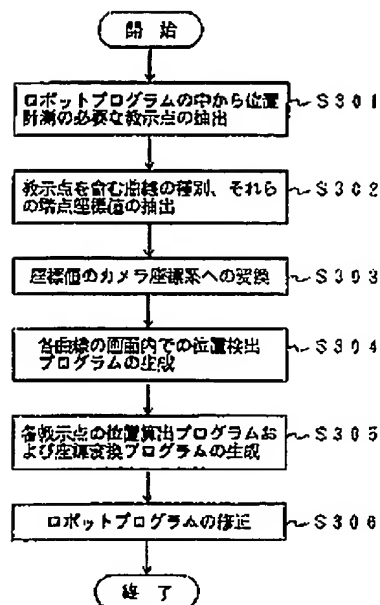 開 始
ロボットプログラムの中から位置
計測の必要な教示点の抽出
S301
教示点を含む曲線の種別、それら
の端点座標値の抽出
S302
座標値のカメラ座標系への変換
S303
各曲線の画面内での位置検出
プログラムの生成
S304
各教示点の位置算出プログラムお
よび座標変換プログラムの生成
S305
ロボットプログラムの修正
S306
終 了